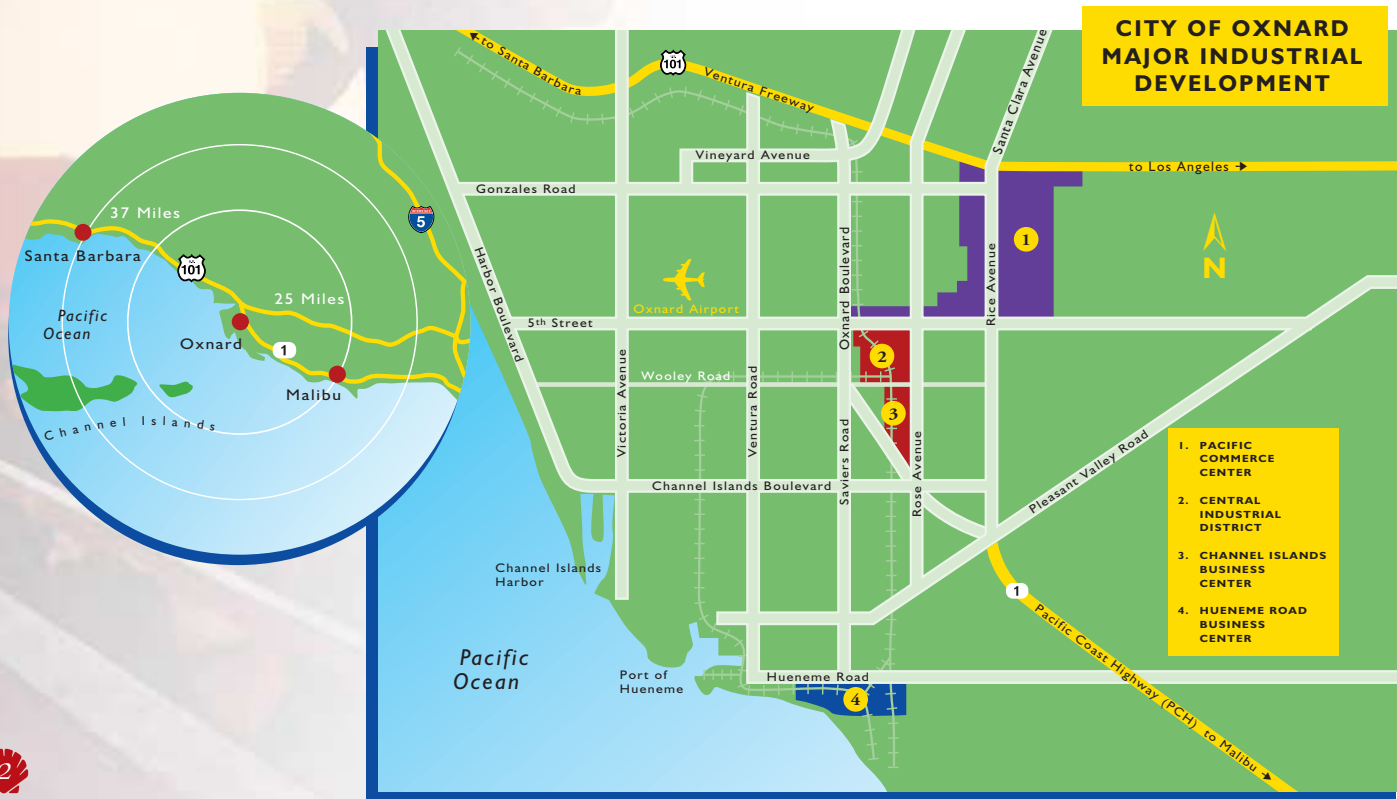 CITY OF OXNARD
MAJOR INDUSTRIAL
DEVELOPMENT
to Santa Barbara
101
Ventura Freeway
Santa Clara Avenue
to Los Angeles
Vineyard Avenue
Gonzales Road
37 Miles
5
Santa Barbara
101
25 Miles
Pacific
Ocean
Oxnard
1
Malibu
Channel Islands
Harbor Boulevard
Oxnard Boulevard
Rice Avenue
1
N
Oxnard Airport
5th Street
2
Wooley Road
Victoria Avenue
Ventura Road
3
Saviers Road
Rose Avenue
Pleasant Valley Road
Channel Islands Boulevard
1. PACIFIC
COMMERCE
CENTER
2. CENTRAL
INDUSTRIAL
DISTRICT
3. CHANNEL ISLANDS
BUSINESS
CENTER
4. HUENEME ROAD
BUSINESS
CENTER
Channel Islands
Harbor
1
Pacific Coast Highway (PCH) to Malibu
Pacific
Ocean
Port of
Hueneme
Hueneme Road
4
2